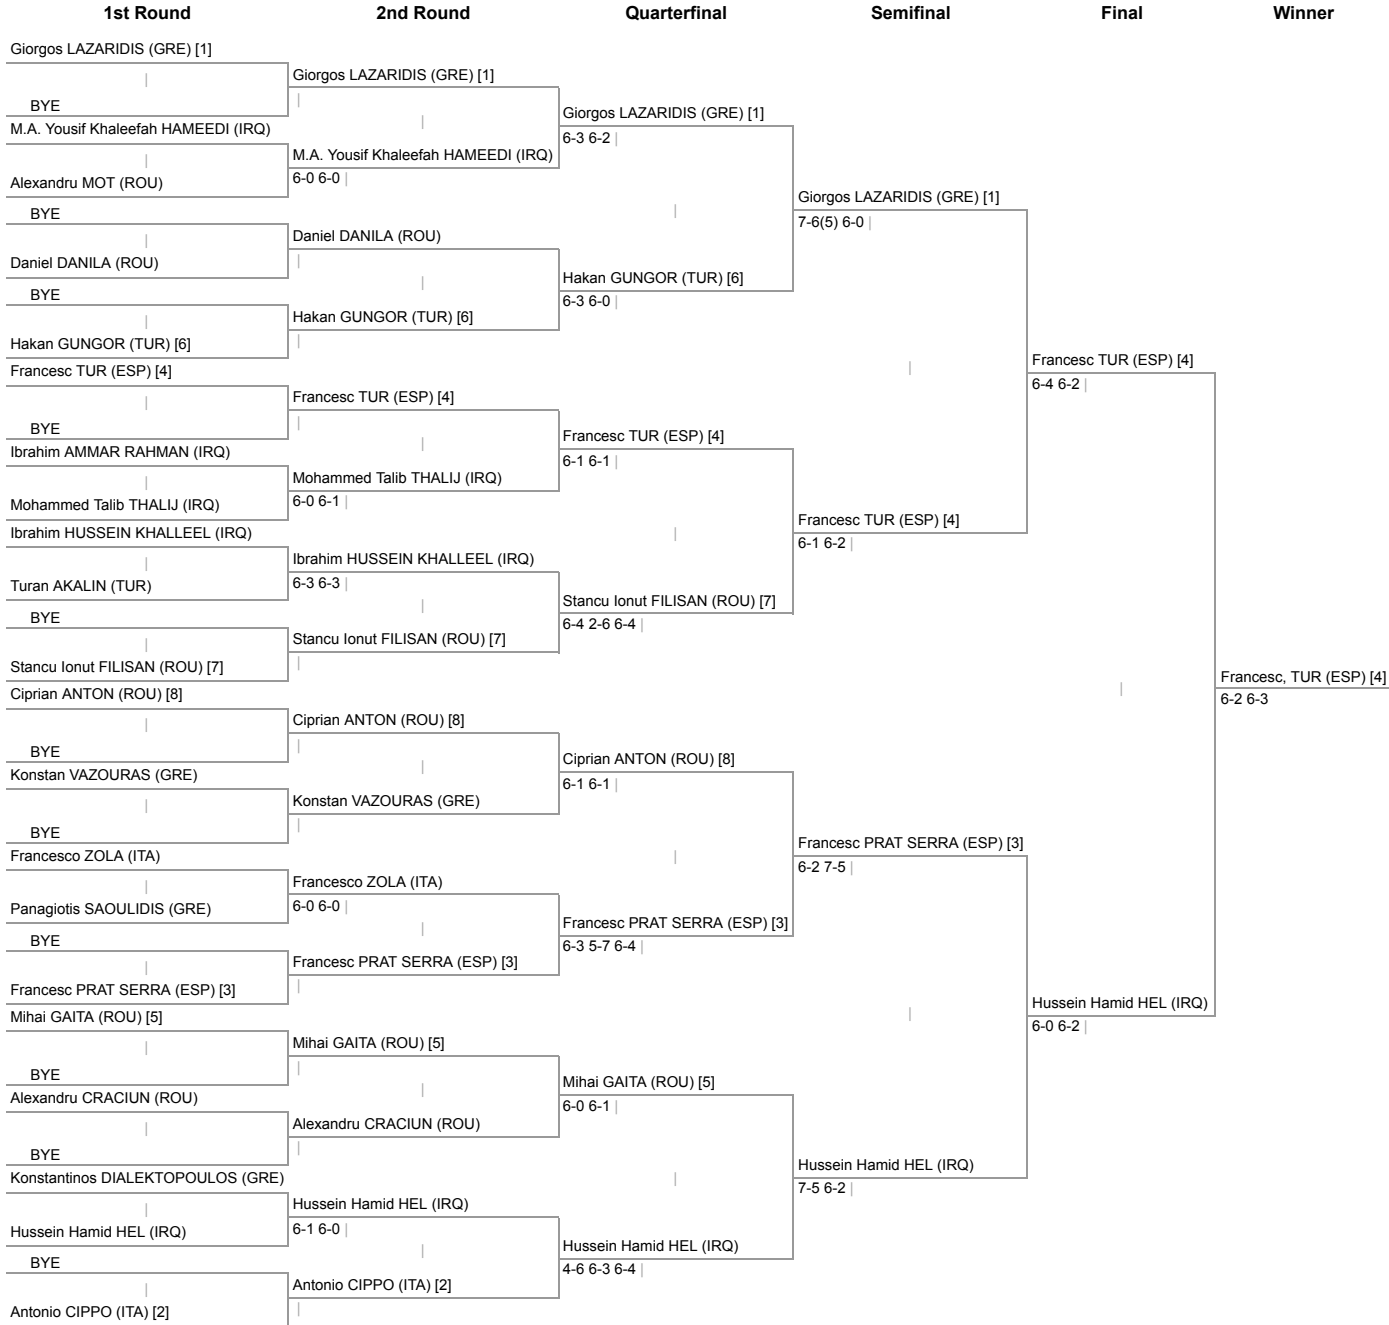 1st Round 2nd Round Quarterfinal Semifinal Final Winner
Giorgos LAZARIDIS (GRE) [1]
BYE
M.A. Yousif Khaleefah HAMEEDI (IRQ)
Alexandru MOT (ROU)
BYE
Daniel DANILA (ROU)
BYE
Hakan GUNGOR (TUR) [6]
Francesc TUR (ESP) [4]
BYE
Ibrahim AMMAR RAHMAN (IRQ)
Mohammed Talib THALIJ (IRQ)
Ibrahim HUSSEIN KHALLEEL (IRQ)
Turan AKALIN (TUR)
BYE
Stancu Ionut FILISAN (ROU) [7]
Ciprian ANTON (ROU) [8]
BYE
Konstan VAZOURAS (GRE)
BYE
Francesco ZOLA (ITA)
Panagiotis SAOULIDIS (GRE)
BYE
Francesc PRAT SERRA (ESP) [3]
Mihai GAITA (ROU) [5]
BYE
Alexandru CRACIUN (ROU)
BYE
Konstantinos DIALEKTOPOULOS (GRE)
Hussein Hamid HEL (IRQ)
BYE
Antonio CIPPO (ITA) [2]
Giorgos LAZARIDIS (GRE) [1]
M.A. Yousif Khaleefah HAMEEDI (IRQ)
6-0 6-0
Daniel DANILA (ROU)
Hakan GUNGOR (TUR) [6]
Francesc TUR (ESP) [4]
Mohammed Talib THALIJ (IRQ)
6-0 6-1
Ibrahim HUSSEIN KHALLEEL (IRQ)
6-3 6-3
Stancu Ionut FILISAN (ROU) [7]
Ciprian ANTON (ROU) [8]
Konstan VAZOURAS (GRE)
Francesco ZOLA (ITA)
6-0 6-0
Francesc PRAT SERRA (ESP) [3]
Mihai GAITA (ROU) [5]
Alexandru CRACIUN (ROU)
Hussein Hamid HEL (IRQ)
6-1 6-0
Antonio CIPPO (ITA) [2]
Giorgos LAZARIDIS (GRE) [1]
6-3 6-2
Hakan GUNGOR (TUR) [6]
6-3 6-0
Francesc TUR (ESP) [4]
6-1 6-1
Stancu Ionut FILISAN (ROU) [7]
6-4 2-6 6-4
Ciprian ANTON (ROU) [8]
6-1 6-1
Francesc PRAT SERRA (ESP) [3]
6-3 5-7 6-4
Mihai GAITA (ROU) [5]
6-0 6-1
Hussein Hamid HEL (IRQ)
4-6 6-3 6-4
Giorgos LAZARIDIS (GRE) [1]
7-6(5) 6-0
Francesc TUR (ESP) [4]
6-1 6-2
Francesc PRAT SERRA (ESP) [3]
6-2 7-5
Hussein Hamid HEL (IRQ)
7-5 6-2
Francesc TUR (ESP) [4]
6-4 6-2
Hussein Hamid HEL (IRQ)
6-0 6-2
Francesc, TUR (ESP) [4]
6-2 6-3